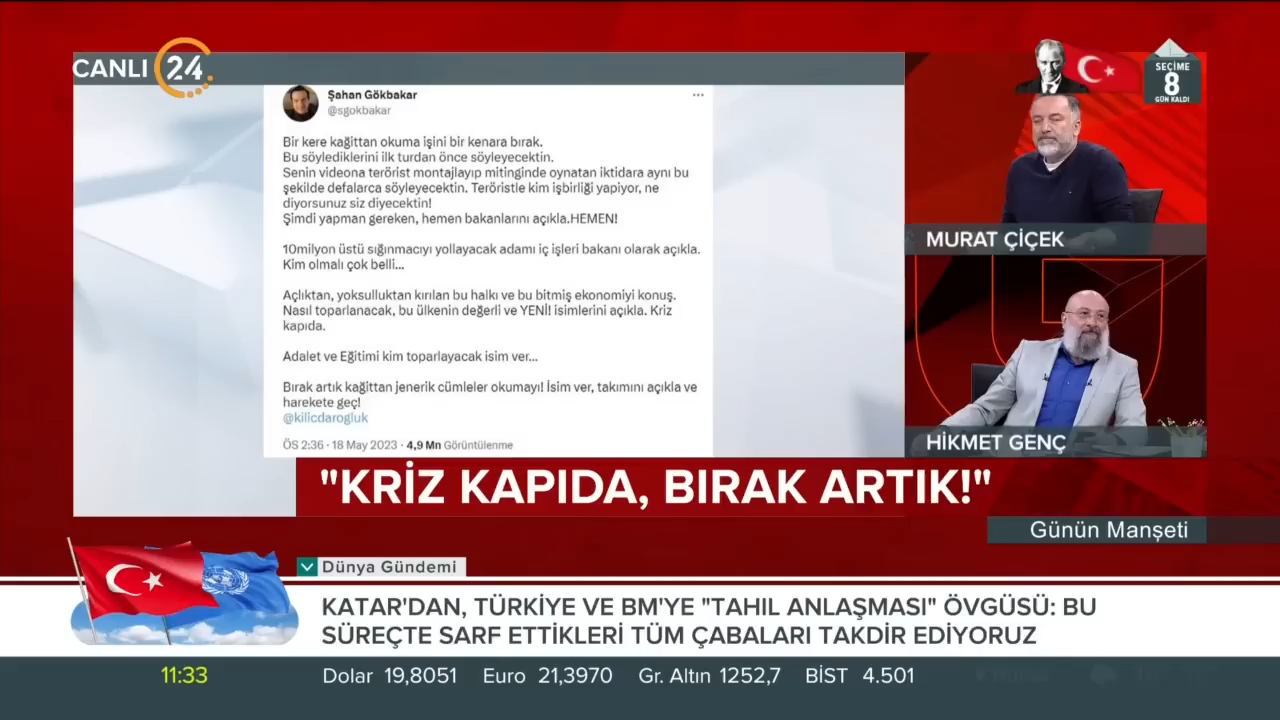 CANLI 24
Şahan Gökbakar
@sgokbakar
Bir kere kağittan okuma işini bir kenara bırak.
Bu söylediklerini ilk turdan önce söyleyecektin.
Senin videona terörist montajlayıp mitinginde oynatan iktidara aynı bu
şekilde defalarca söyleyecektin. Teröristle kim işbirliği yapiyor, ne
diyorsunuz siz diyecektin!
Şimdi yapman gereken, hemen bakanlarını açıkla.HEMEN!
10milyon üstü sığınmacıyı yollayacak adamı iç işleri bakanı olarak açıkla.
Kim olmalı çok belli...
Açlıktan, yoksulluktan kırılan bu halkı ve bu bitmiş ekonomiyi konuş.
Nasıl toparlanacak, bu ülkenin değerli ve YENİ! isimlerini açıkla. Kriz
kapıda.
Adalet ve Eğitimi kim toparlayacak isim ver...
Bırak artık kağittan jenerik cümleler okumayı! İsim ver, takımını açıkla ve
harekete geç!
@kilicdarogluk
ÖS 2:36 · 18 May 2023 · 4,9 Mn Görüntülenme
SEÇİME
8
GÜN KALDI
MURAT ÇİÇEK
HİKMET GENÇ
"KRİZ KAPIDA, BIRAK ARTIK!"
Günün Manşeti
Dünya Gündemi
KATAR'DAN, TÜRKİYE VE BM'YE "TAHIL ANLAŞMASI" ÖVGÜSÜ: BU
SÜREÇTE SARF ETTİKLERİ TÜM ÇABALARI TAKDİR EDİYORUZ
11:33 Dolar 19,8051 Euro 21,3970 Gr. Altın 1252,7 BİST 4.501